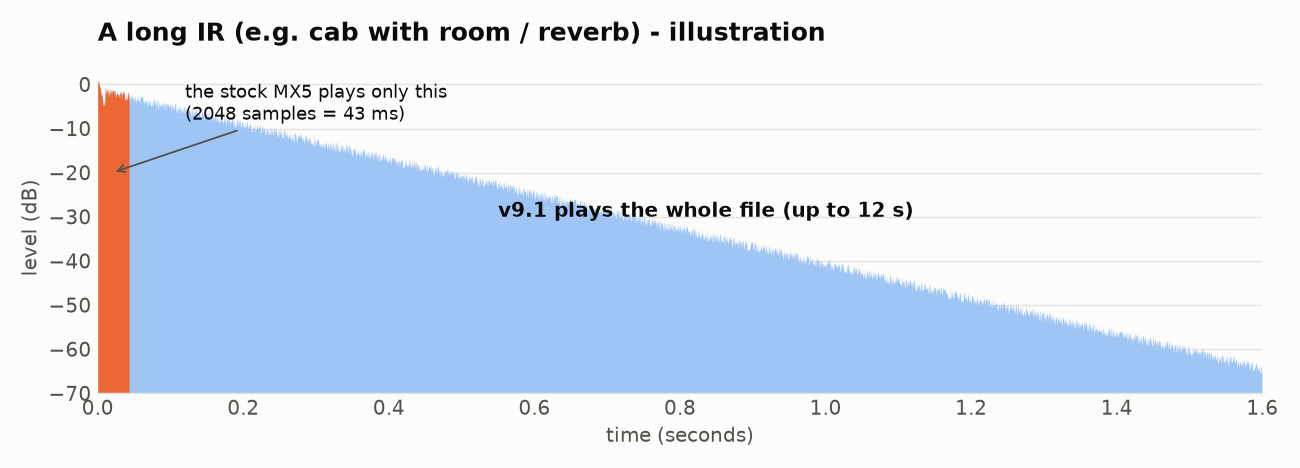 A long IR (e.g. cab with room / reverb) - illustration
the stock MX5 plays only this
(2048 samples = 43 ms)
v9.1 plays the whole file (up to 12 s)
level (dB)
0
−10
−20
−30
−40
−50
−60
−70
0.0 0.2 0.4 0.6 0.8 1.0 1.2 1.4 1.6
time (seconds)